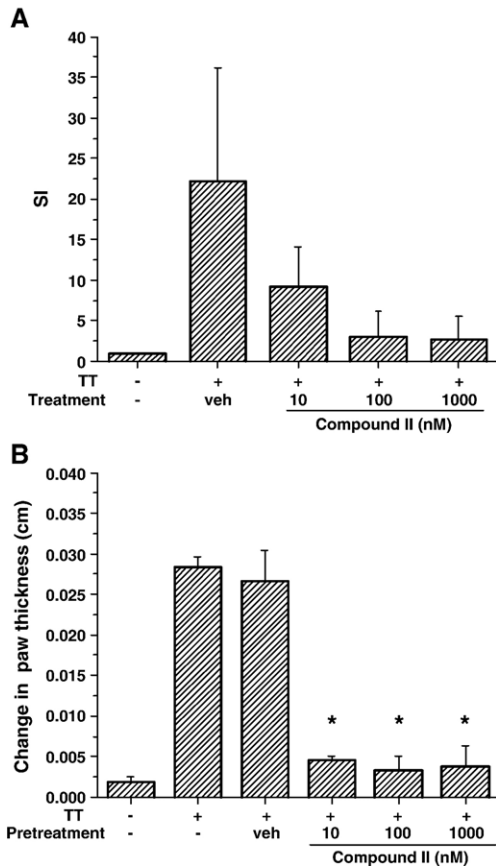 A
40
35
30
25
20
15
10
5
0
SI
TT - + + + +
Treatment - veh 10 100 1000
Compound II (nM)
B
0.040
0.035
0.030
0.025
0.020
0.015
0.010
0.005
0.000
Change in paw thickness (cm)
* * *
TT - + + + + +
Pretreatment - - veh 10 100 1000
Compound II (nM)